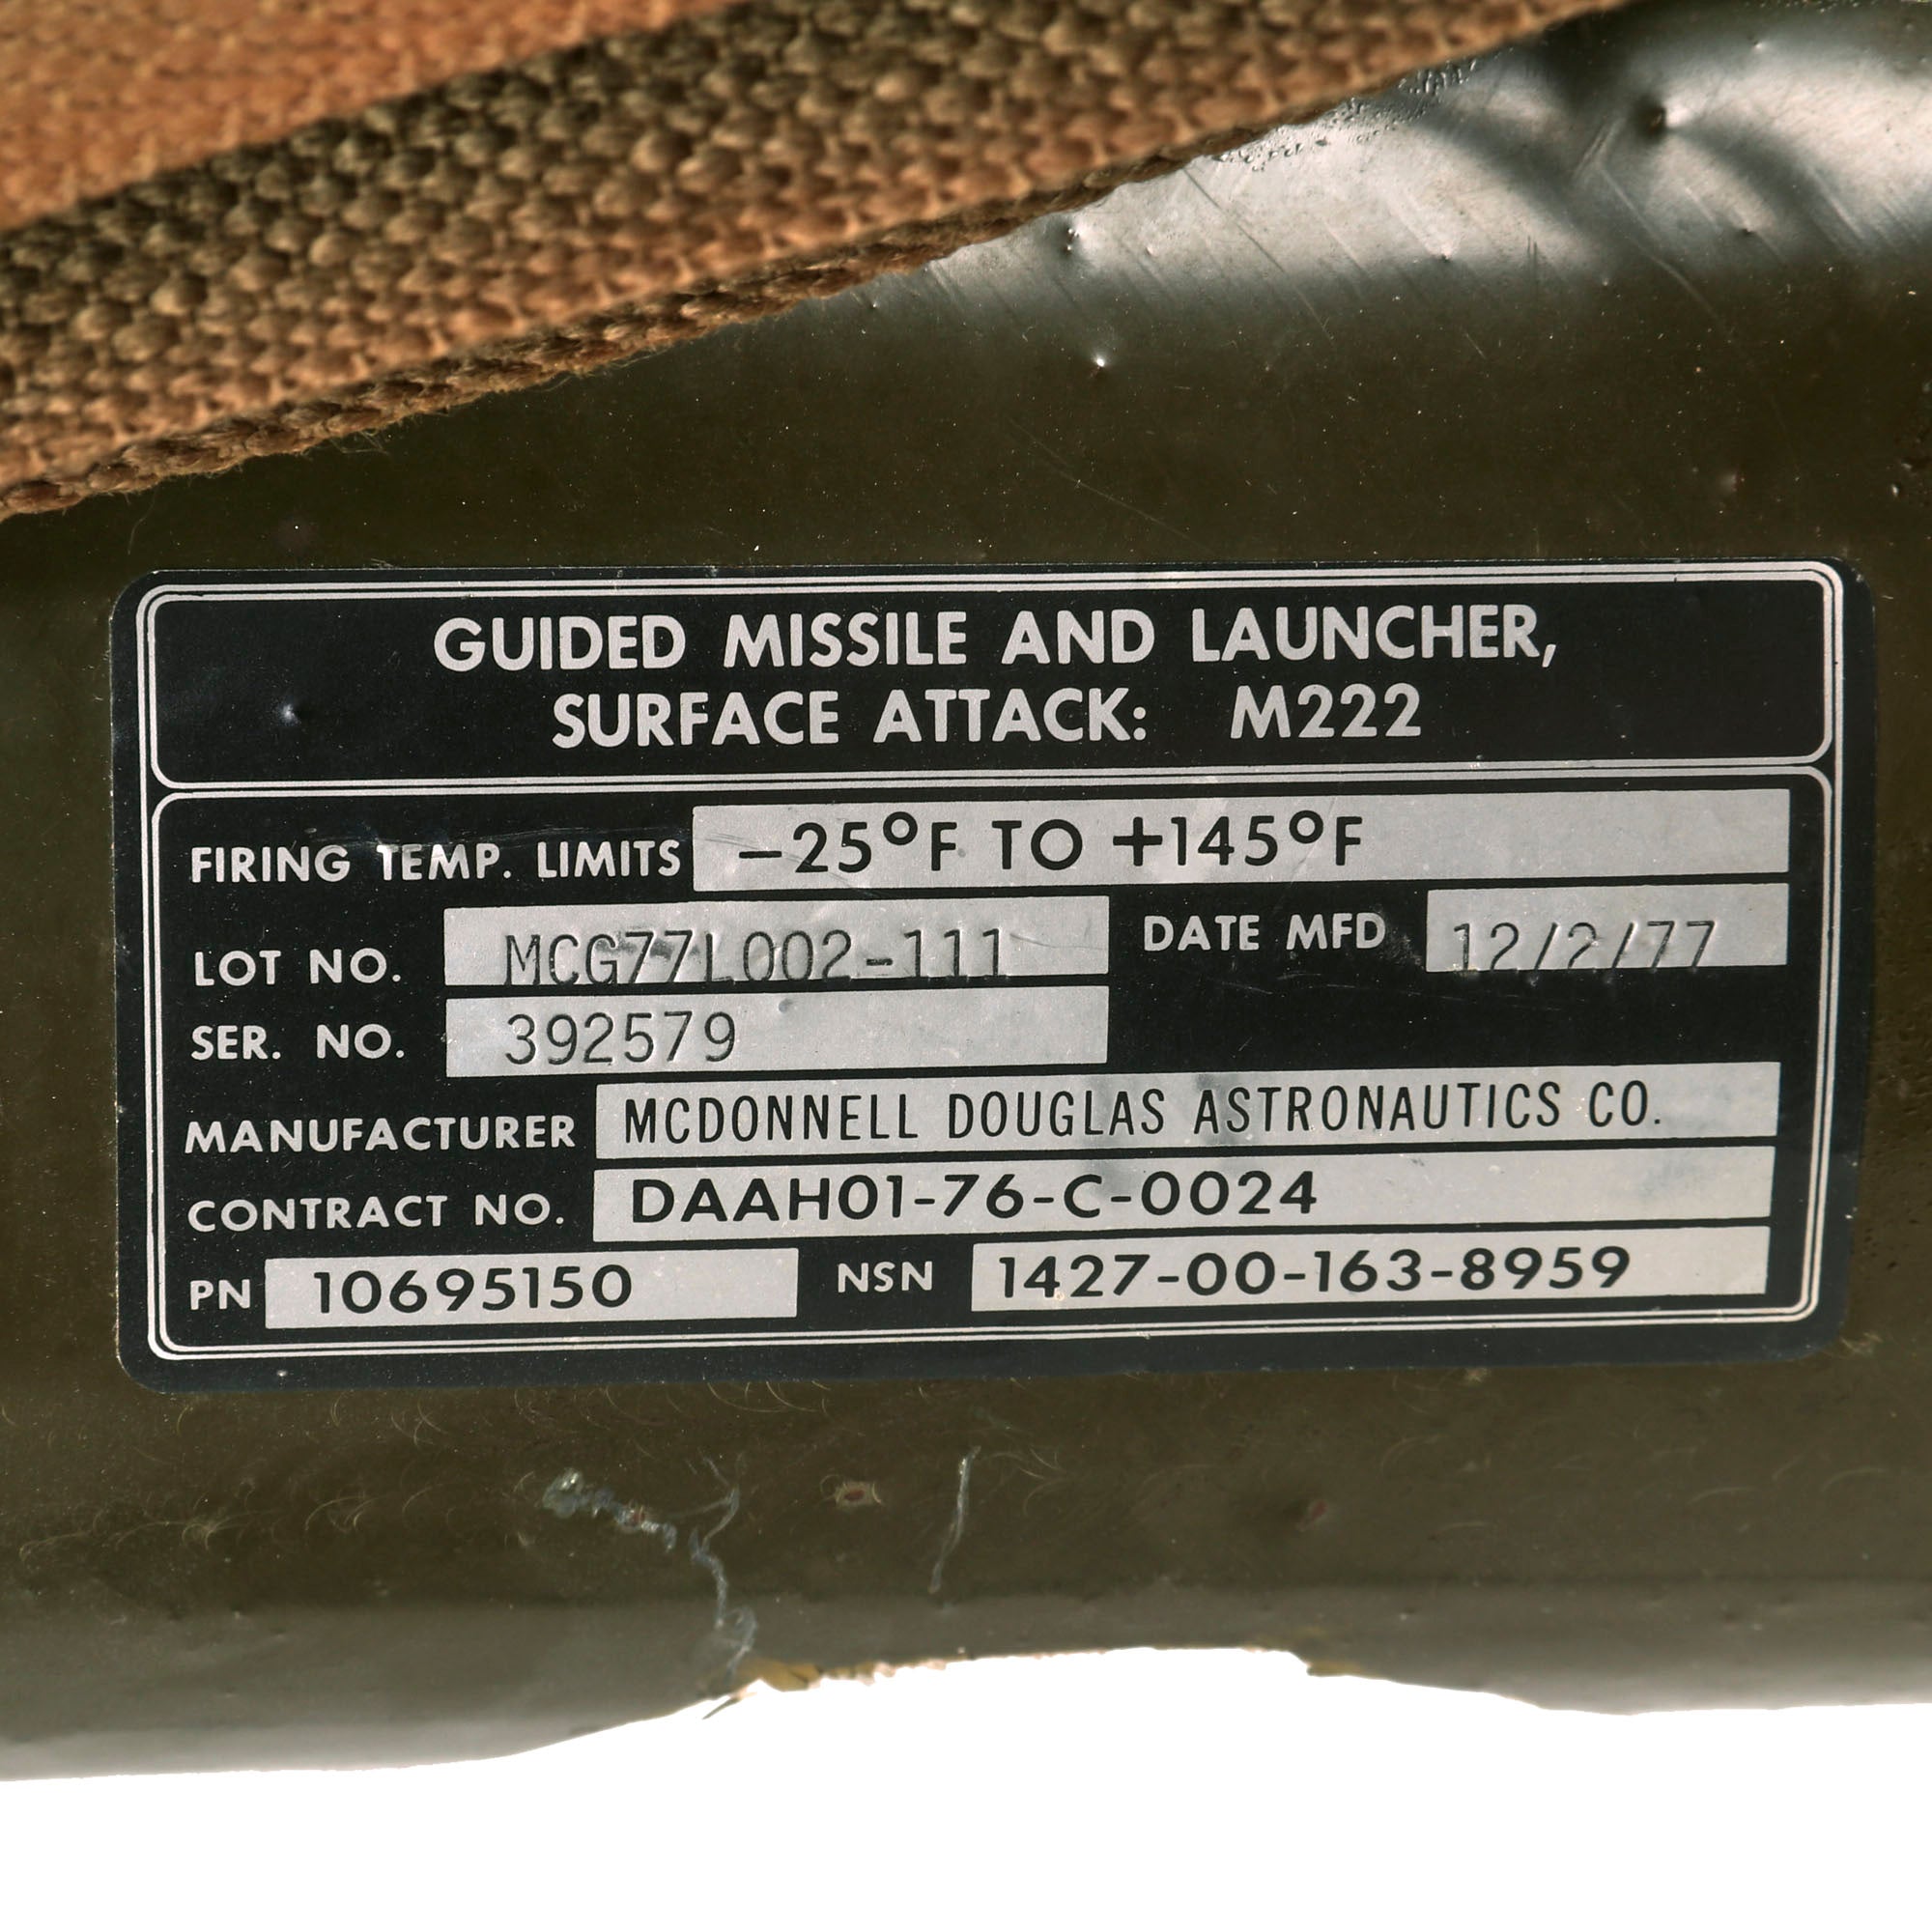 GUIDED MISSILE AND LAUNCHER,
SURFACE ATTACK: M222
FIRING TEMP. LIMITS -25°F TO +145°F
LOT NO. MCG77L002-111 DATE MFD 12/2/77
SER. NO. 392579
MANUFACTURER MCDONNELL DOUGLAS ASTRONAUTICS CO.
CONTRACT NO. DAAH01-76-C-0024
PN 10695150 NSN 1427-00-163-8959